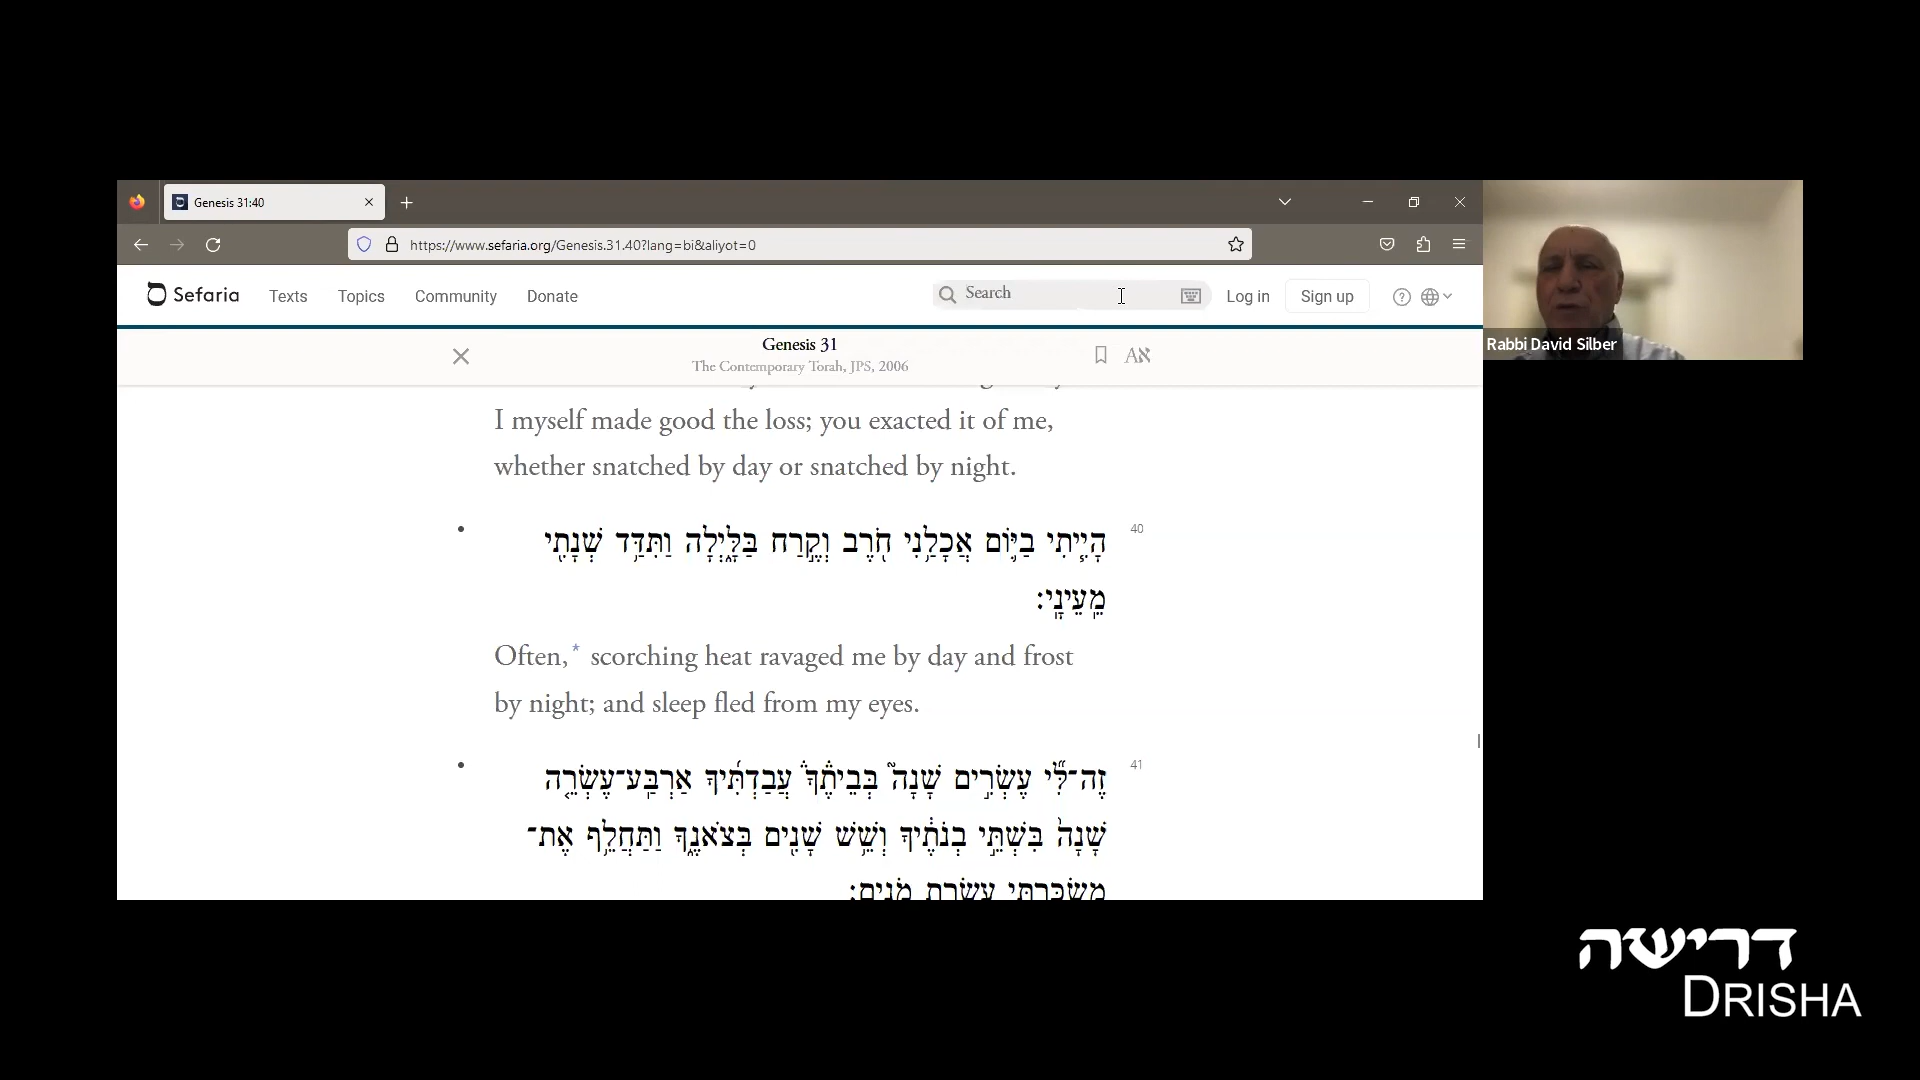 Genesis 31:40
https://www.sefaria.org/Genesis.31.40?lang=bi&aliyot=0
Sefaria Texts Topics Community Donate Search Log in Sign up
Genesis 31
The Contemporary Torah, JPS, 2006
I myself made good the loss; you exacted it of me,
whether snatched by day or snatched by night.
40
הָיִ֧יתִי בַיּ֛וֹם אֲכָלַ֥נִי חֹ֖רֶב וְקֶ֣רַח בַּלָּ֑יְלָה וַתִּדַּ֥ד שְׁנָתִ֖י
מֵֽעֵינָֽי׃
Often,* scorching heat ravaged me by day and frost
by night; and sleep fled from my eyes.
41
זֶה־לִּ֞י עֶשְׂרִ֣ים שָׁנָה֮ בְּבֵיתֶ֒ךָ֒ עֲבַדְתִּ֜יךָ אַרְבַּֽע־עֶשְׂרֵ֤ה
שָׁנָה֙ בִּשְׁתֵּ֣י בְנֹתֶ֔יךָ וְשֵׁ֥שׁ שָׁנִ֖ים בְּצֹאנֶ֑ךָ וַתַּחֲלֵ֥ף אֶת־
מַשְׂכֻּרְתִּ֖י עֲשֶׂ֥רֶת מֹנִֽים׃
Rabbi David Silber
דרישה
DRISHA